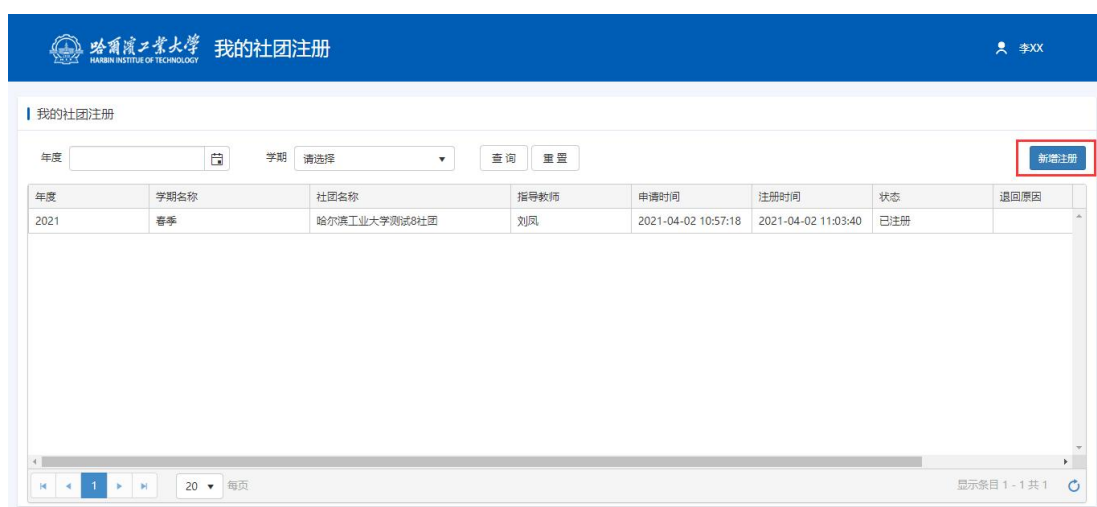 哈尔滨工业大学 我的社团注册 李XX
HARBIN INSTITUE OF TECHNOLOGY
我的社团注册
年度 学期 请选择 查询 重置 新增注册
年度 学期名称 社团名称 指导教师 申请时间 注册时间 状态 退回原因
2021 春季 哈尔滨工业大学测试8社团 刘凤 2021-04-02 10:57:18 2021-04-02 11:03:40 已注册
1 20 每页 显示条目 1 - 1 共 1